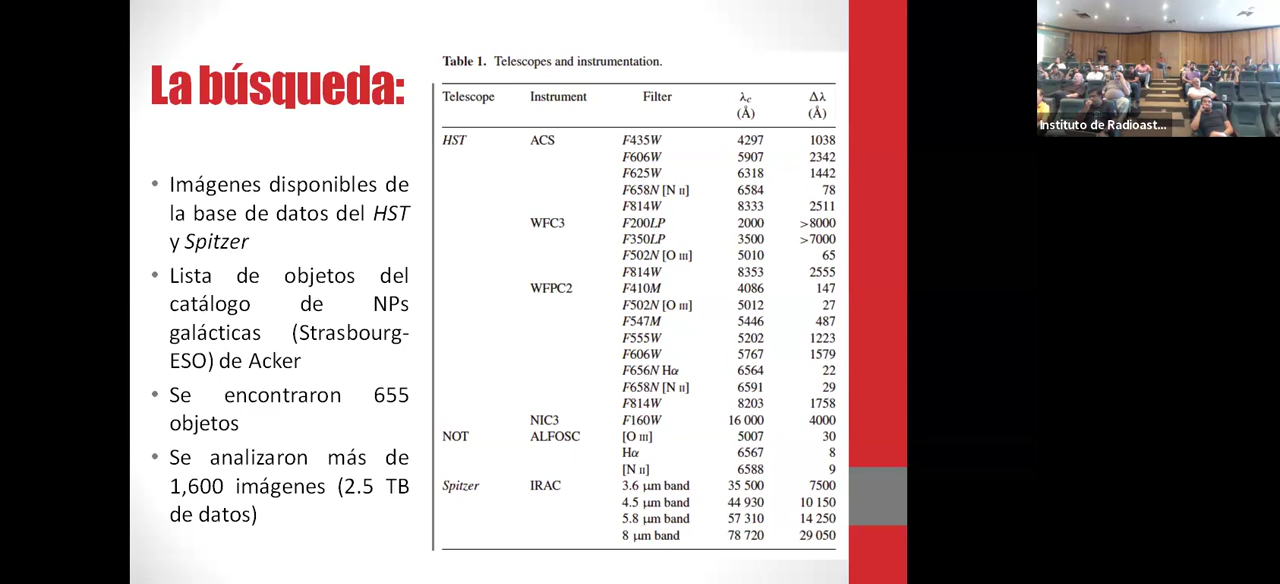 La búsqueda:
• Imágenes disponibles de
la base de datos del HST
y Spitzer
• Lista de objetos del
catálogo de NPs
galácticas (Strasbourg-
ESO) de Acker
• Se encontraron 655
objetos
• Se analizaron más de
1,600 imágenes (2.5 TB
de datos)
Table 1. Telescopes and instrumentation.
Telescope Instrument Filter λc Δλ
(Å) (Å)
HST ACS F435W 4297 1038
F606W 5907 2342
F625W 6318 1442
F658N [N II] 6584 78
F814W 8333 2511
WFC3 F200LP 2000 >8000
F350LP 3500 >7000
F502N [O III] 5010 65
F814W 8353 2555
WFPC2 F410M 4086 147
F502N [O III] 5012 27
F547M 5446 487
F555W 5202 1223
F606W 5767 1579
F656N Hα 6564 22
F658N [N II] 6591 29
F814W 8203 1758
NIC3 F160W 16 000 4000
NOT ALFOSC [O III] 5007 30
Hα 6567 8
[N II] 6588 9
Spitzer IRAC 3.6 μm band 35 500 7500
4.5 μm band 44 930 10 150
5.8 μm band 57 310 14 250
8 μm band 78 720 29 050
Instituto de Radioast...